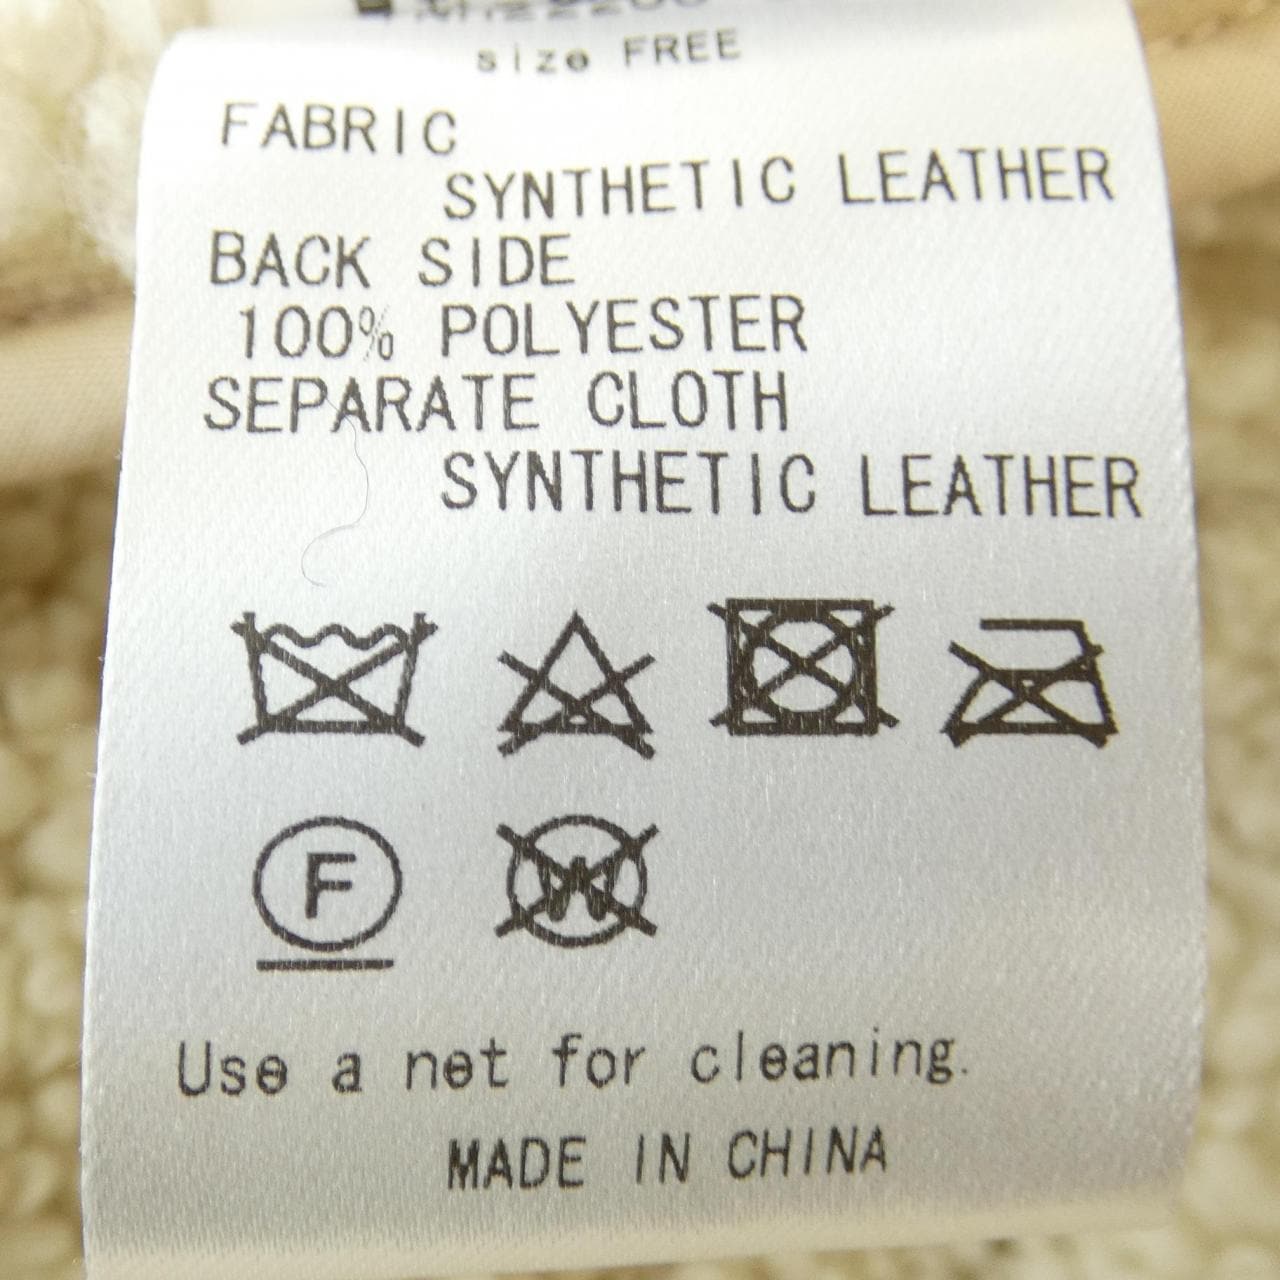 size FREE
FABRIC
SYNTHETIC LEATHER
BACK SIDE
100% POLYESTER
SEPARATE CLOTH
SYNTHETIC LEATHER
F
W
Use a net for cleaning.
MADE IN CHINA